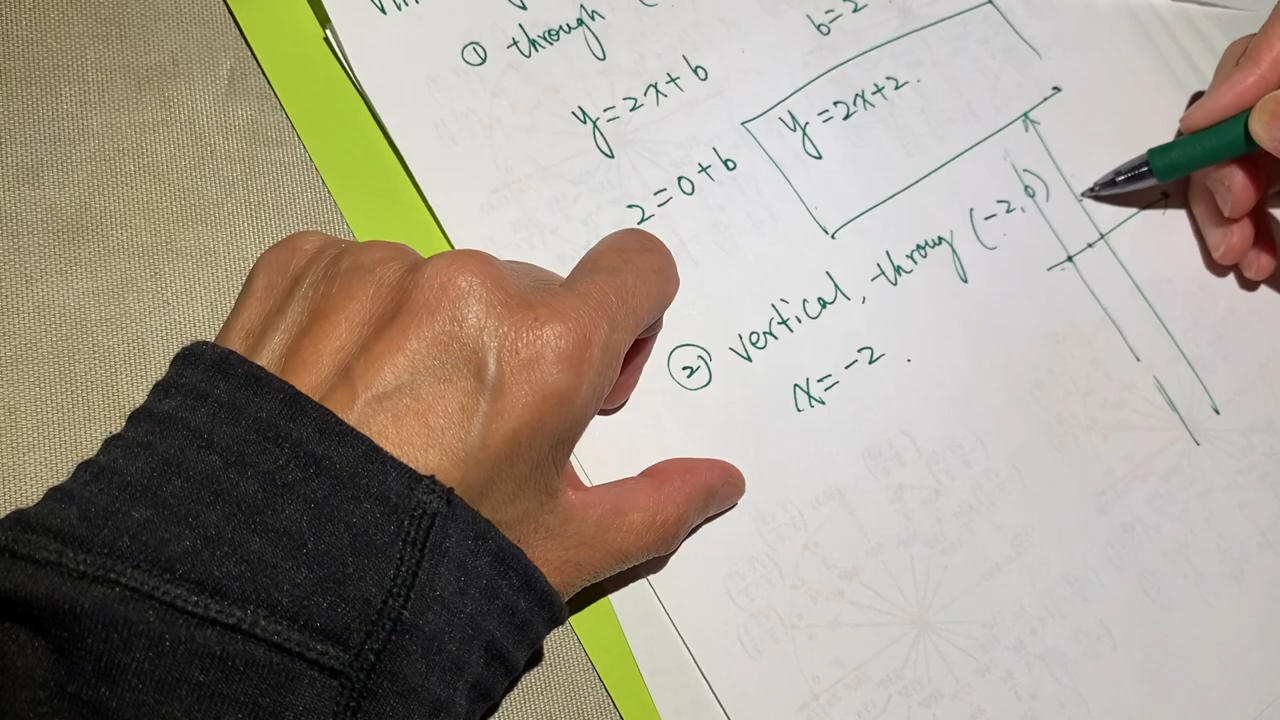 ① through (
y=2x+b
2=0+b
b=2
y=2x+2.
② vertical, throug (-2,6)
x=-2.